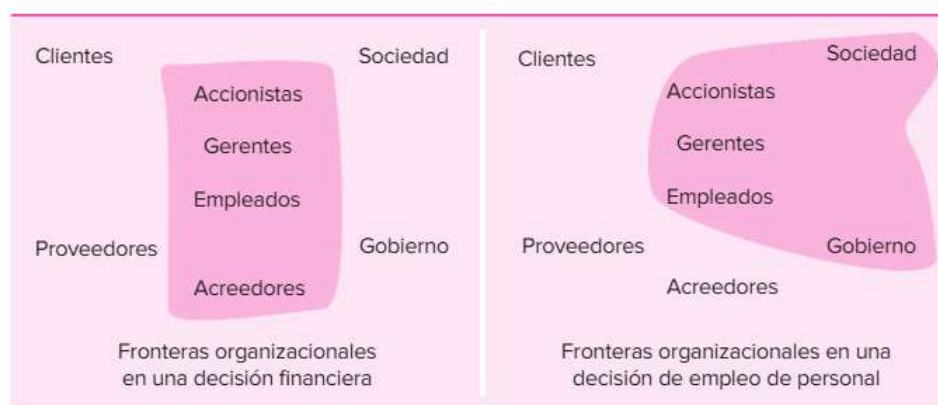 Clientes
Sociedad
Accionistas
Gerentes
Empleados
Proveedores
Gobierno
Acreedores
Fronteras organizacionales
en una decisión financiera
Clientes
Sociedad
Accionistas
Gerentes
Empleados
Proveedores
Gobierno
Acreedores
Fronteras organizacionales en una
decisión de empleo de personal